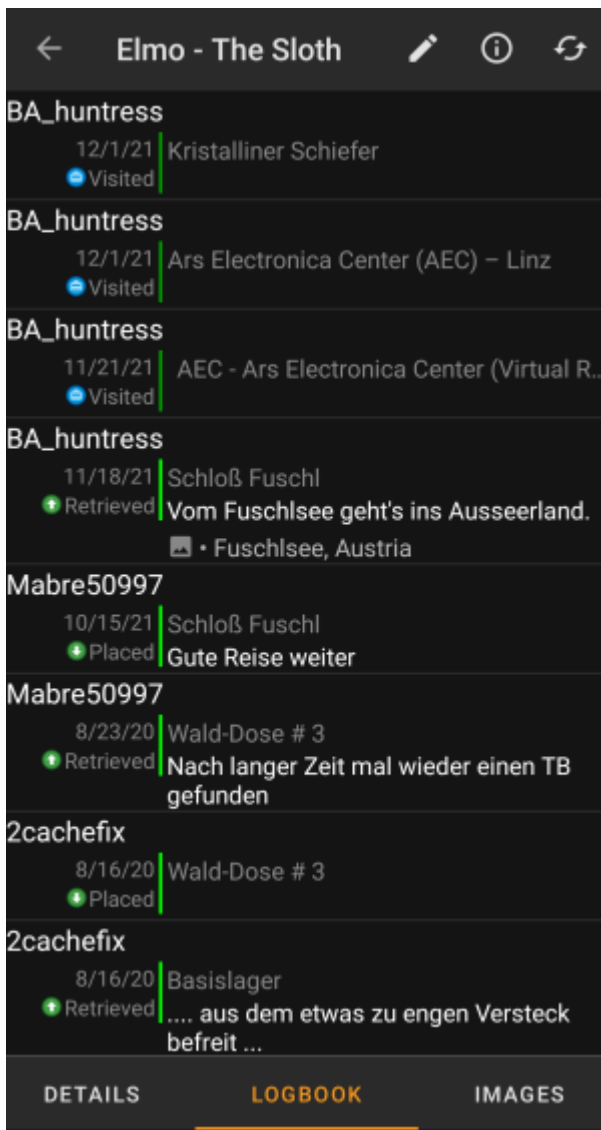 Elmo - The Sloth
BA_huntress
12/1/21 Kristalliner Schiefer
Visited
BA_huntress
12/1/21 Ars Electronica Center (AEC) – Linz
Visited
BA_huntress
11/21/21 AEC - Ars Electronica Center (Virtual R..
Visited
BA_huntress
11/18/21 Schloß Fuschl
Retrieved Vom Fuschlsee geht's ins Ausseerland.
• Fuschlsee, Austria
Mabre50997
10/15/21 Schloß Fuschl
Placed Gute Reise weiter
Mabre50997
8/23/20 Wald-Dose # 3
Retrieved Nach langer Zeit mal wieder einen TB
gefunden
2cachefix
8/16/20 Wald-Dose # 3
Placed
2cachefix
8/16/20 Basislager
Retrieved .... aus dem etwas zu engen Versteck
befreit ...
DETAILS LOGBOOK IMAGES